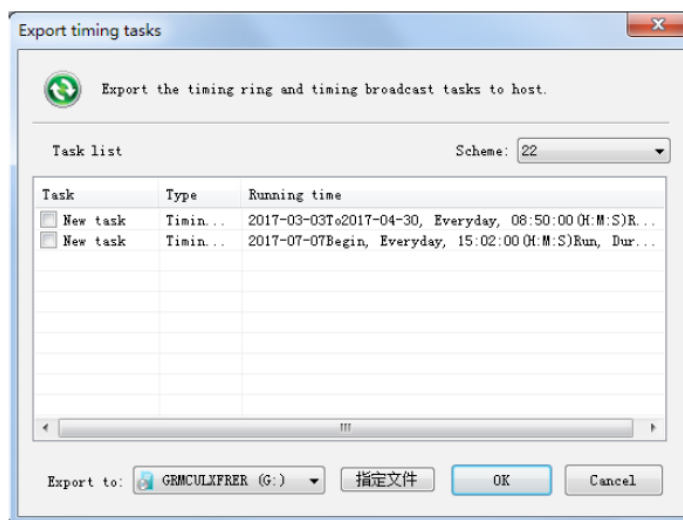 Export timing tasks
Export the timing ring and timing broadcast tasks to host.
Task list
Scheme: 22
Task Type Running time
New task Timin... 2017-03-03To2017-04-30, Everyday, 08:50:00(H:M:S)R...
New task Timin... 2017-07-07Begin, Everyday, 15:02:00(H:M:S)Run, Dur...
Export to: GRMCULXFRER (G:) 指定文件 OK Cancel